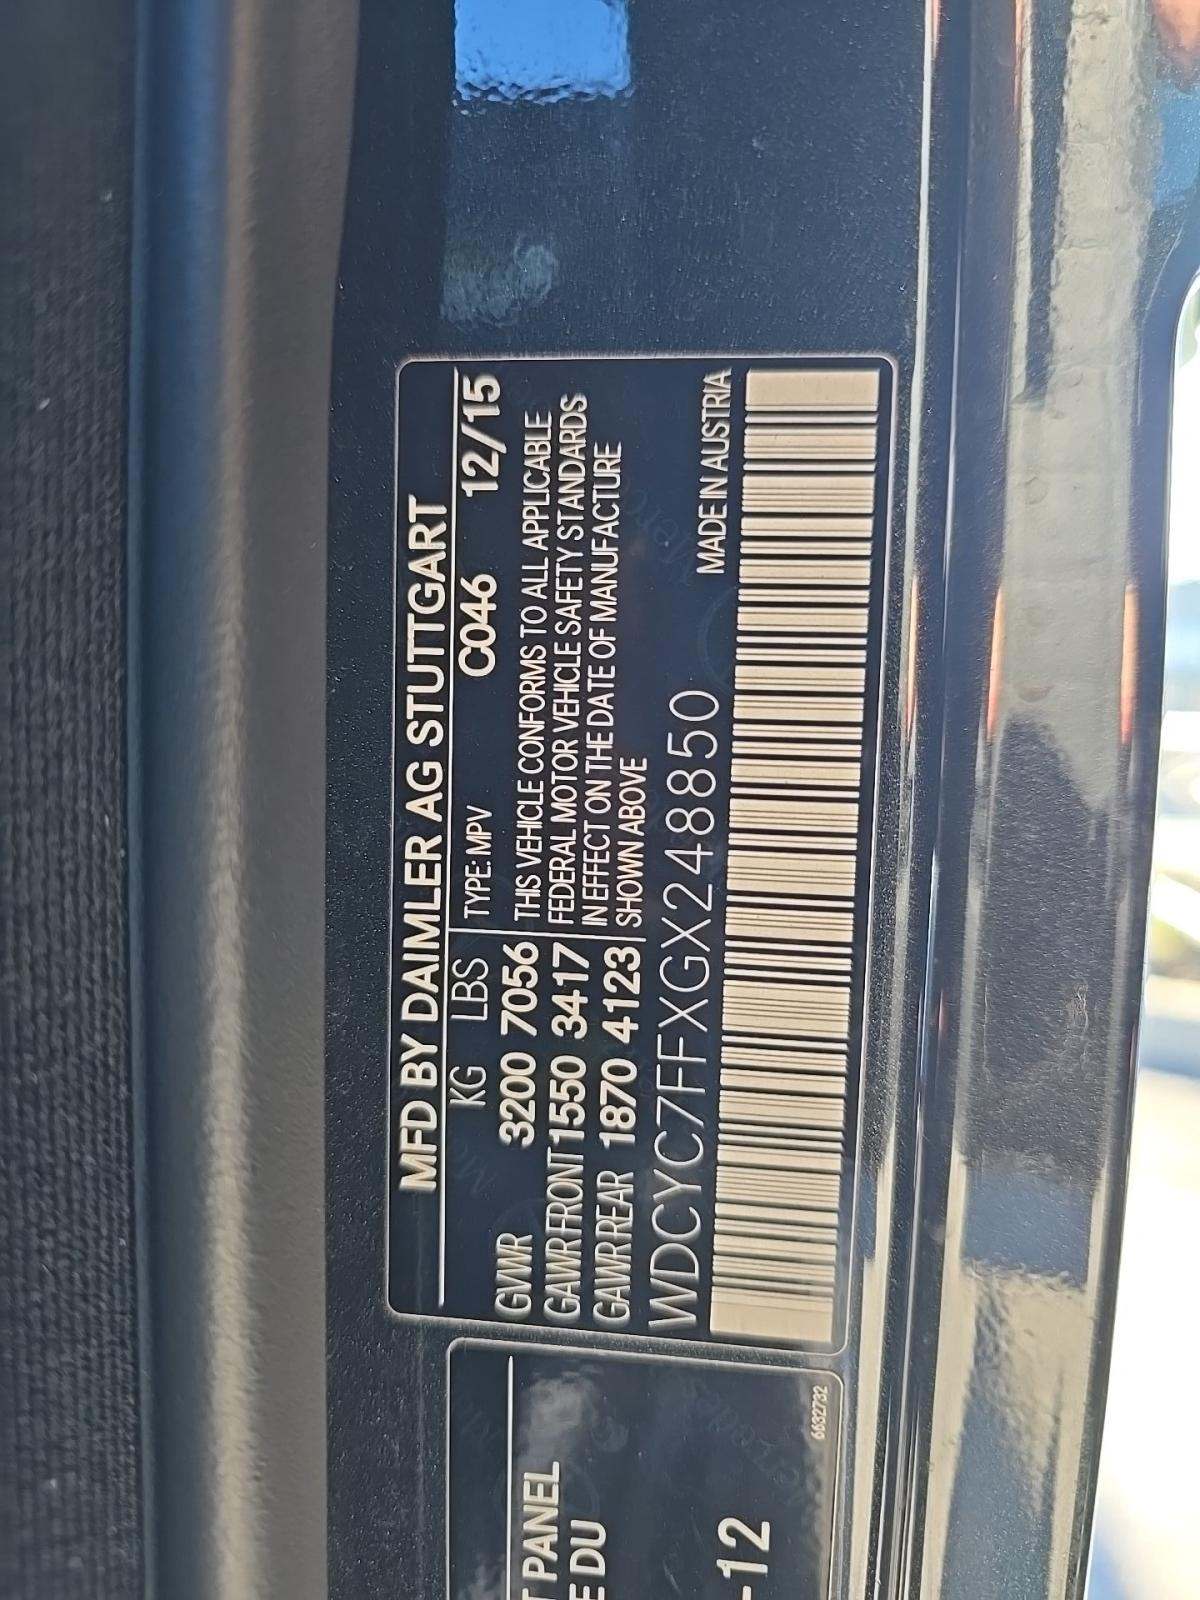 MFD BY DAIMLER AG STUTTGART
KG LBS TYPE: MPV C046 12/15
GVWR 3200 7056 THIS VEHICLE CONFORMS TO ALL APPLICABLE
GAWR FRONT 1550 3417 FEDERAL MOTOR VEHICLE SAFETY STANDARDS
GAWR REAR 1870 4123 IN EFFECT ON THE DATE OF MANUFACTURE
SHOWN ABOVE
WDCYC7FFXGX248850 MADE IN AUSTRIA
T PANEL
E DU
-12
6632732